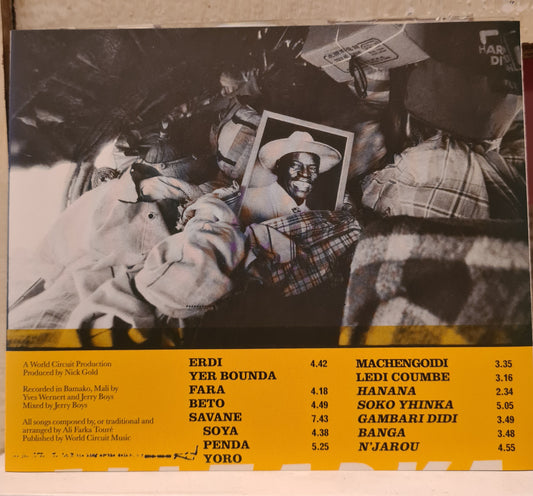 A World Circuit Production
Produced by Nick Gold
Recorded in Bamako, Mali by
Yves Wernert and Jerry Boys
Mixed by Jerry Boys
All songs composed by, or traditional and
arranged by Ali Farka Touré
Published by World Circuit Music
ERDI 4.42
YER BOUNDA
FARA 4.18
BETO 4.49
SAVANE 7.43
SOYA 4.38
PENDA 5.25
YORO
MACHENGOIDI 3.35
LEDI COUMBE 3.16
HANANA 2.34
SOKO YHINKA 5.05
GAMBARI DIDI 3.49
BANGA 3.48
N'JAROU 4.55